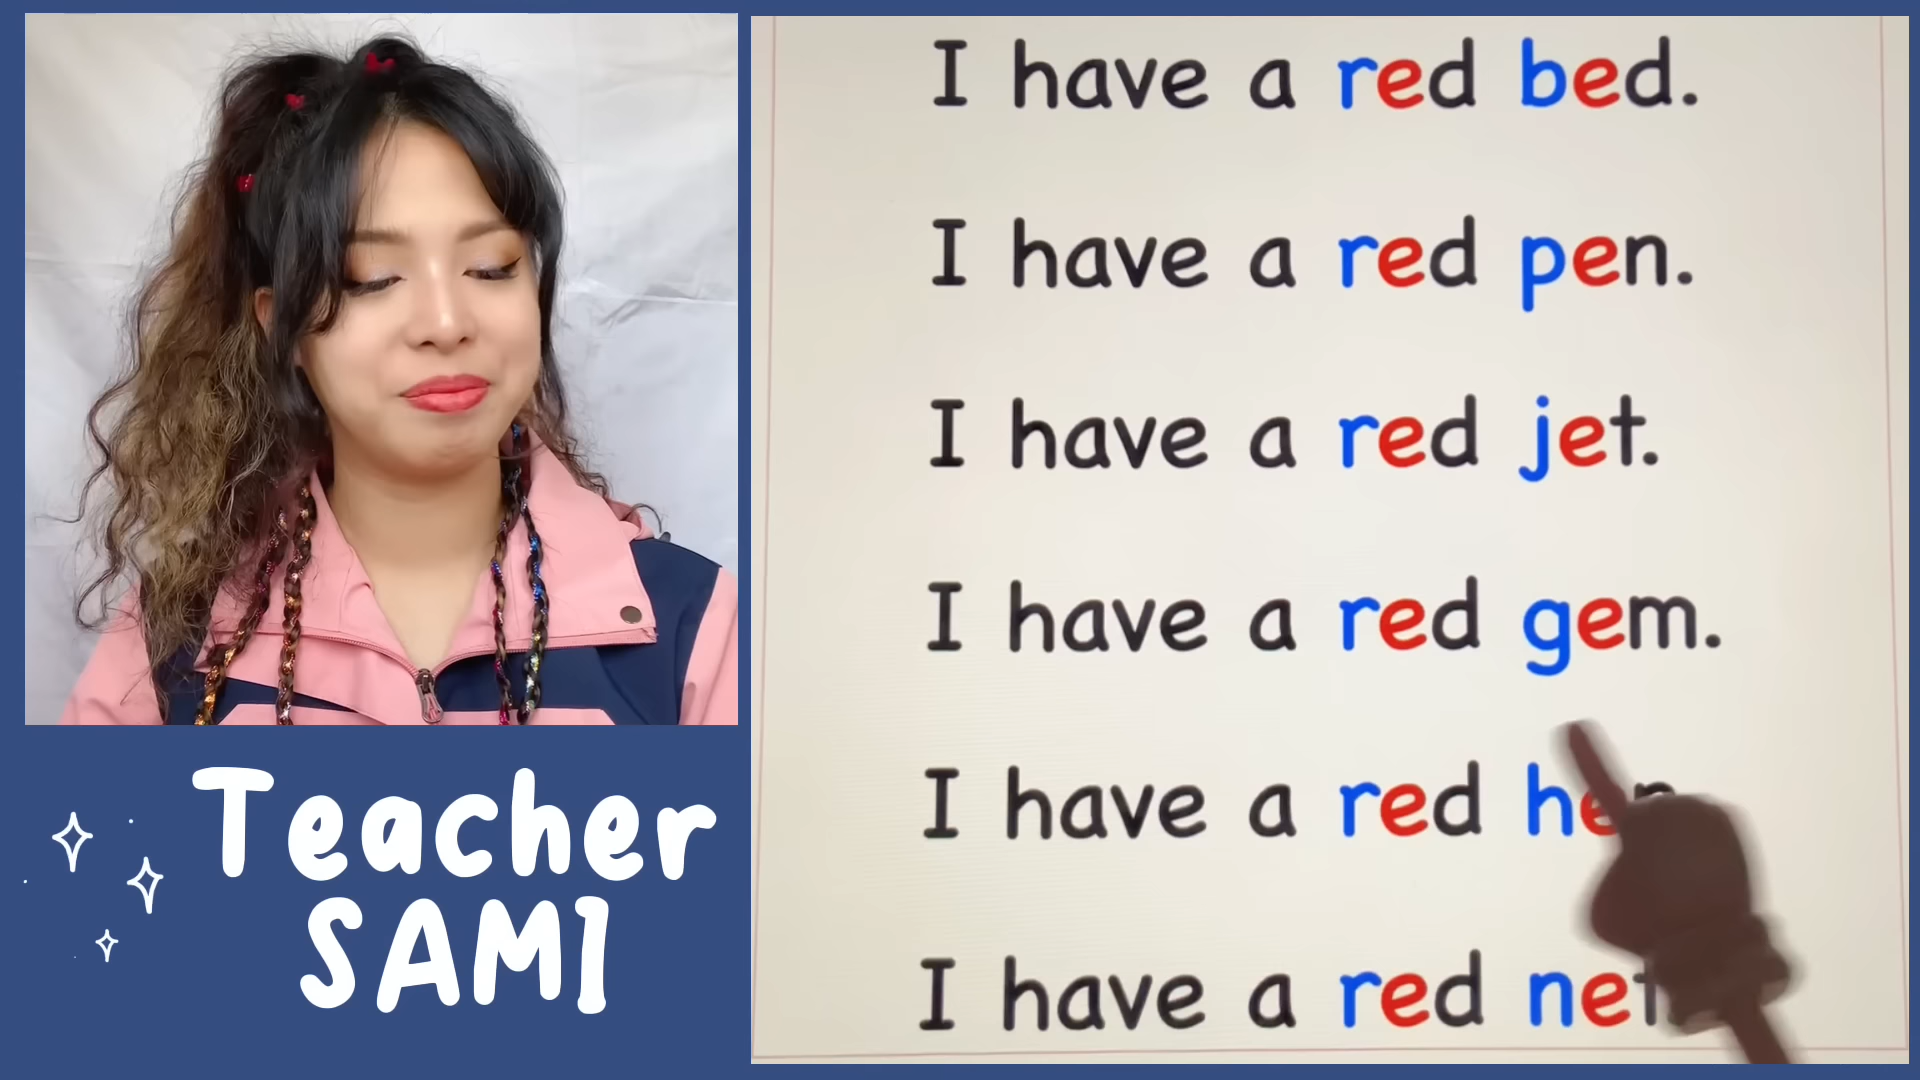 I have a red bed.
I have a red pen.
I have a red jet.
I have a red gem.
I have a red
I have a red
Teacher
SAMI